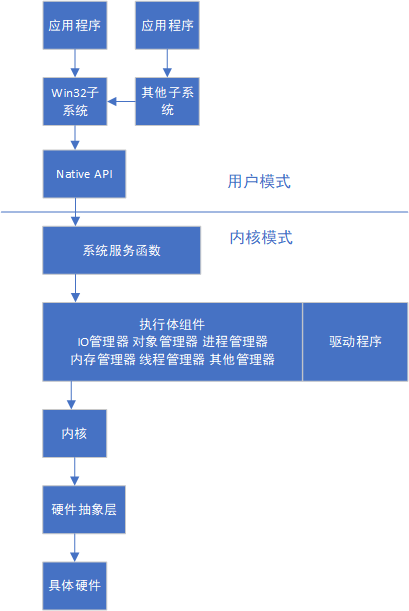 应用程序
应用程序
Win32子
系统
其他子系
统
Native API
用户模式
内核模式
系统服务函数
执行体组件
IO管理器 对象管理器 进程管理器
内存管理器 线程管理器 其他管理器
驱动程序
内核
硬件抽象层
具体硬件